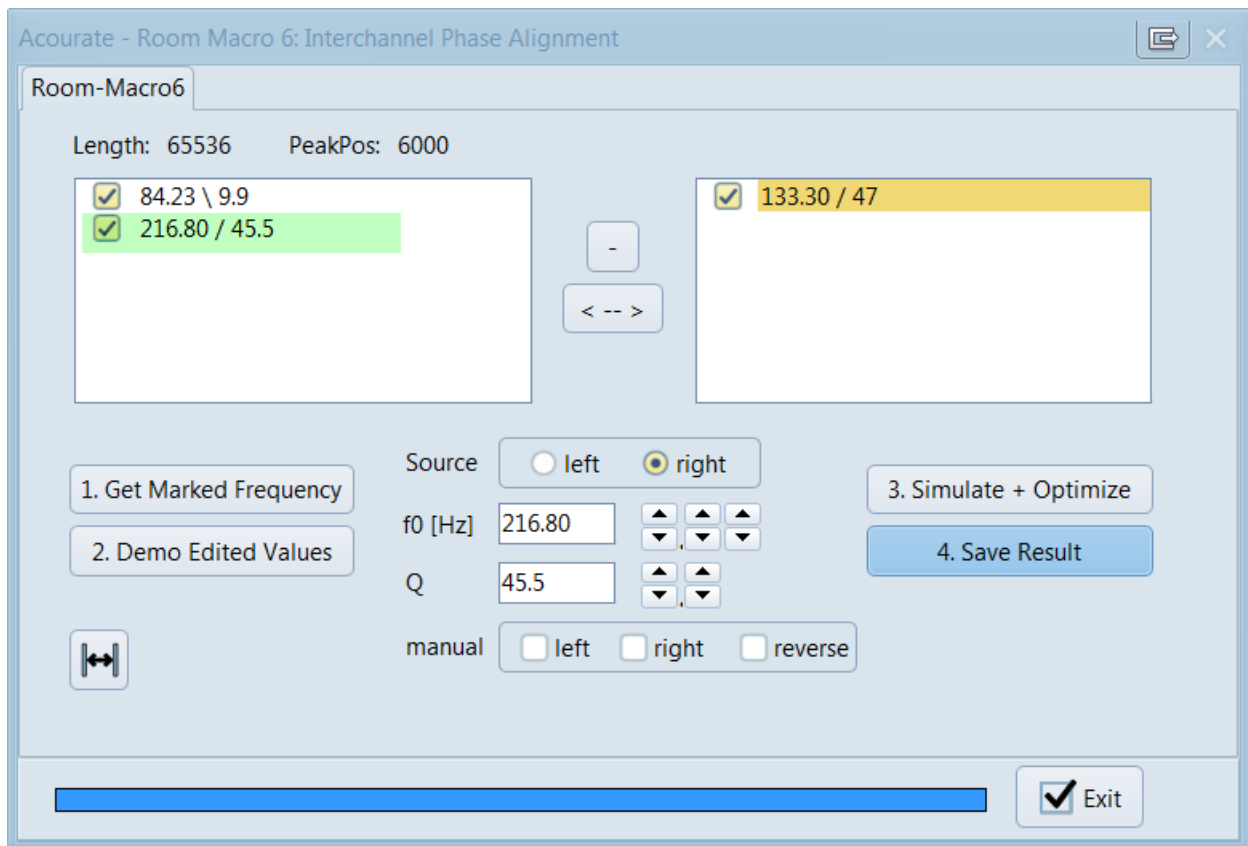 Acourate - Room Macro 6: Interchannel Phase Alignment
Room-Macro6
Length: 65536 PeakPos: 6000
84.23 \ 9.9
216.80 / 45.5
133.30 / 47
-
< -- >
Source left right
1. Get Marked Frequency
3. Simulate + Optimize
f0 [Hz] 216.80
2. Demo Edited Values
4. Save Result
Q 45.5
manual left right reverse
Exit